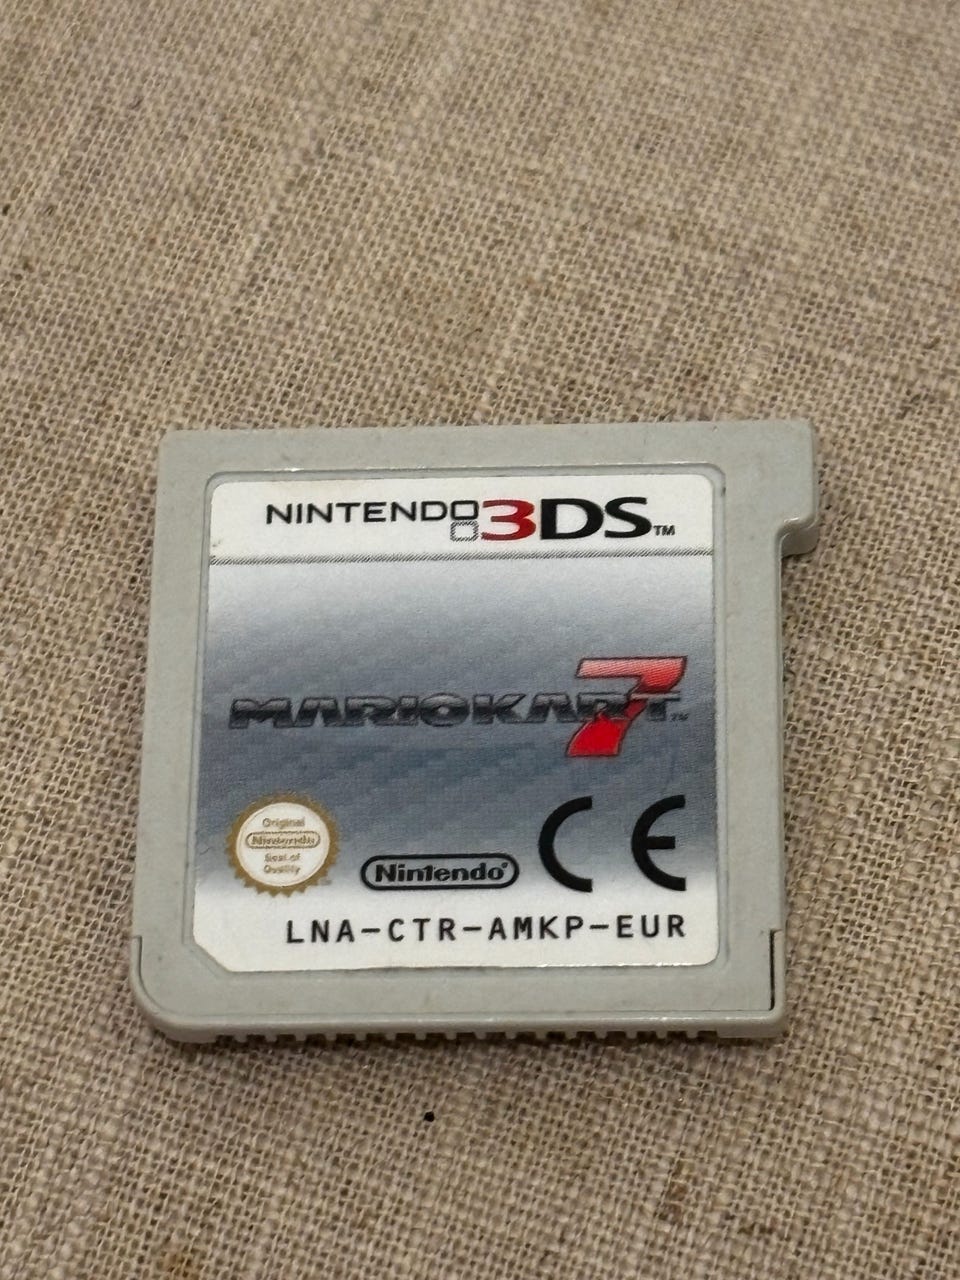 NINTENDO 3DS™
MARIOKART 7™
Original
Nintendo
Seal of
Quality
Nintendo®
CE
LNA-CTR-AMKP-EUR